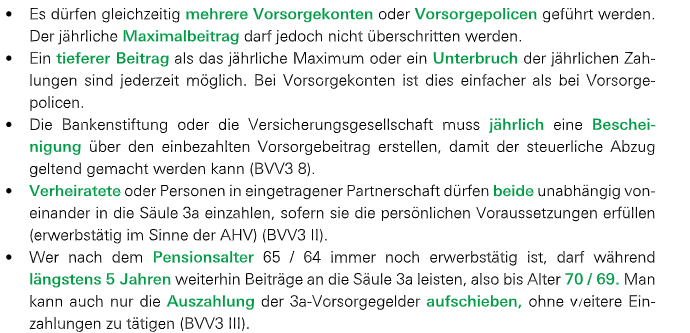 • Es dürfen gleichzeitig mehrere Vorsorgekonten oder Vorsorgepolicen geführt werden.
Der jährliche Maximalbeitrag darf jedoch nicht überschritten werden.
• Ein tieferer Beitrag als das jährliche Maximum oder ein Unterbruch der jährlichen Zah-
lungen sind jederzeit möglich. Bei Vorsorgekonten ist dies einfacher als bei Vorsorge-
policen.
• Die Bankenstiftung oder die Versicherungsgesellschaft muss jährlich eine Beschei-
nigung über den einbezahlten Vorsorgebeitrag erstellen, damit der steuerliche Abzug
geltend gemacht werden kann (BVV3 8).
• Verheiratete oder Personen in eingetragener Partnerschaft dürfen beide unabhängig von-
einander in die Säule 3a einzahlen, sofern sie die persönlichen Voraussetzungen erfüllen
(erwerbstätig im Sinne der AHV) (BVV3 II).
• Wer nach dem Pensionsalter 65 / 64 immer noch erwerbstätig ist, darf während
längstens 5 Jahren weiterhin Beiträge an die Säule 3a leisten, also bis Alter 70 / 69. Man
kann auch nur die Auszahlung der 3a-Vorsorgegelder aufschieben, ohne weitere Ein-
zahlungen zu tätigen (BVV3 III).